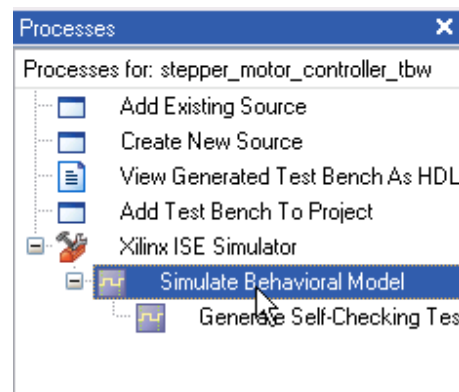 Processes
Processes for: stepper_motor_controller_tbw
Add Existing Source
Create New Source
View Generated Test Bench As HDL
Add Test Bench To Project
Xilinx ISE Simulator
Simulate Behavioral Model
Generate Self-Checking Tes